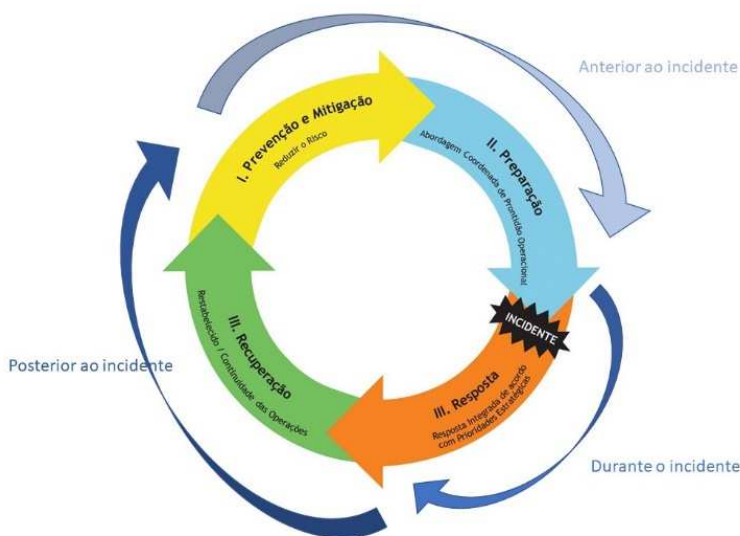 Anterior ao incidente
I. Prevenção e Mitigação
Reduzir o Risco
II. Preparação
Abordagem Coordenada de Prontidão Operacional
INCIDENTE
III. Resposta
Resposta Integrada de acordo
com Prioridades Estratégicas
Durante o incidente
III. Recuperação
Restabelecido / Continuidade das Operações
Posterior ao incidente